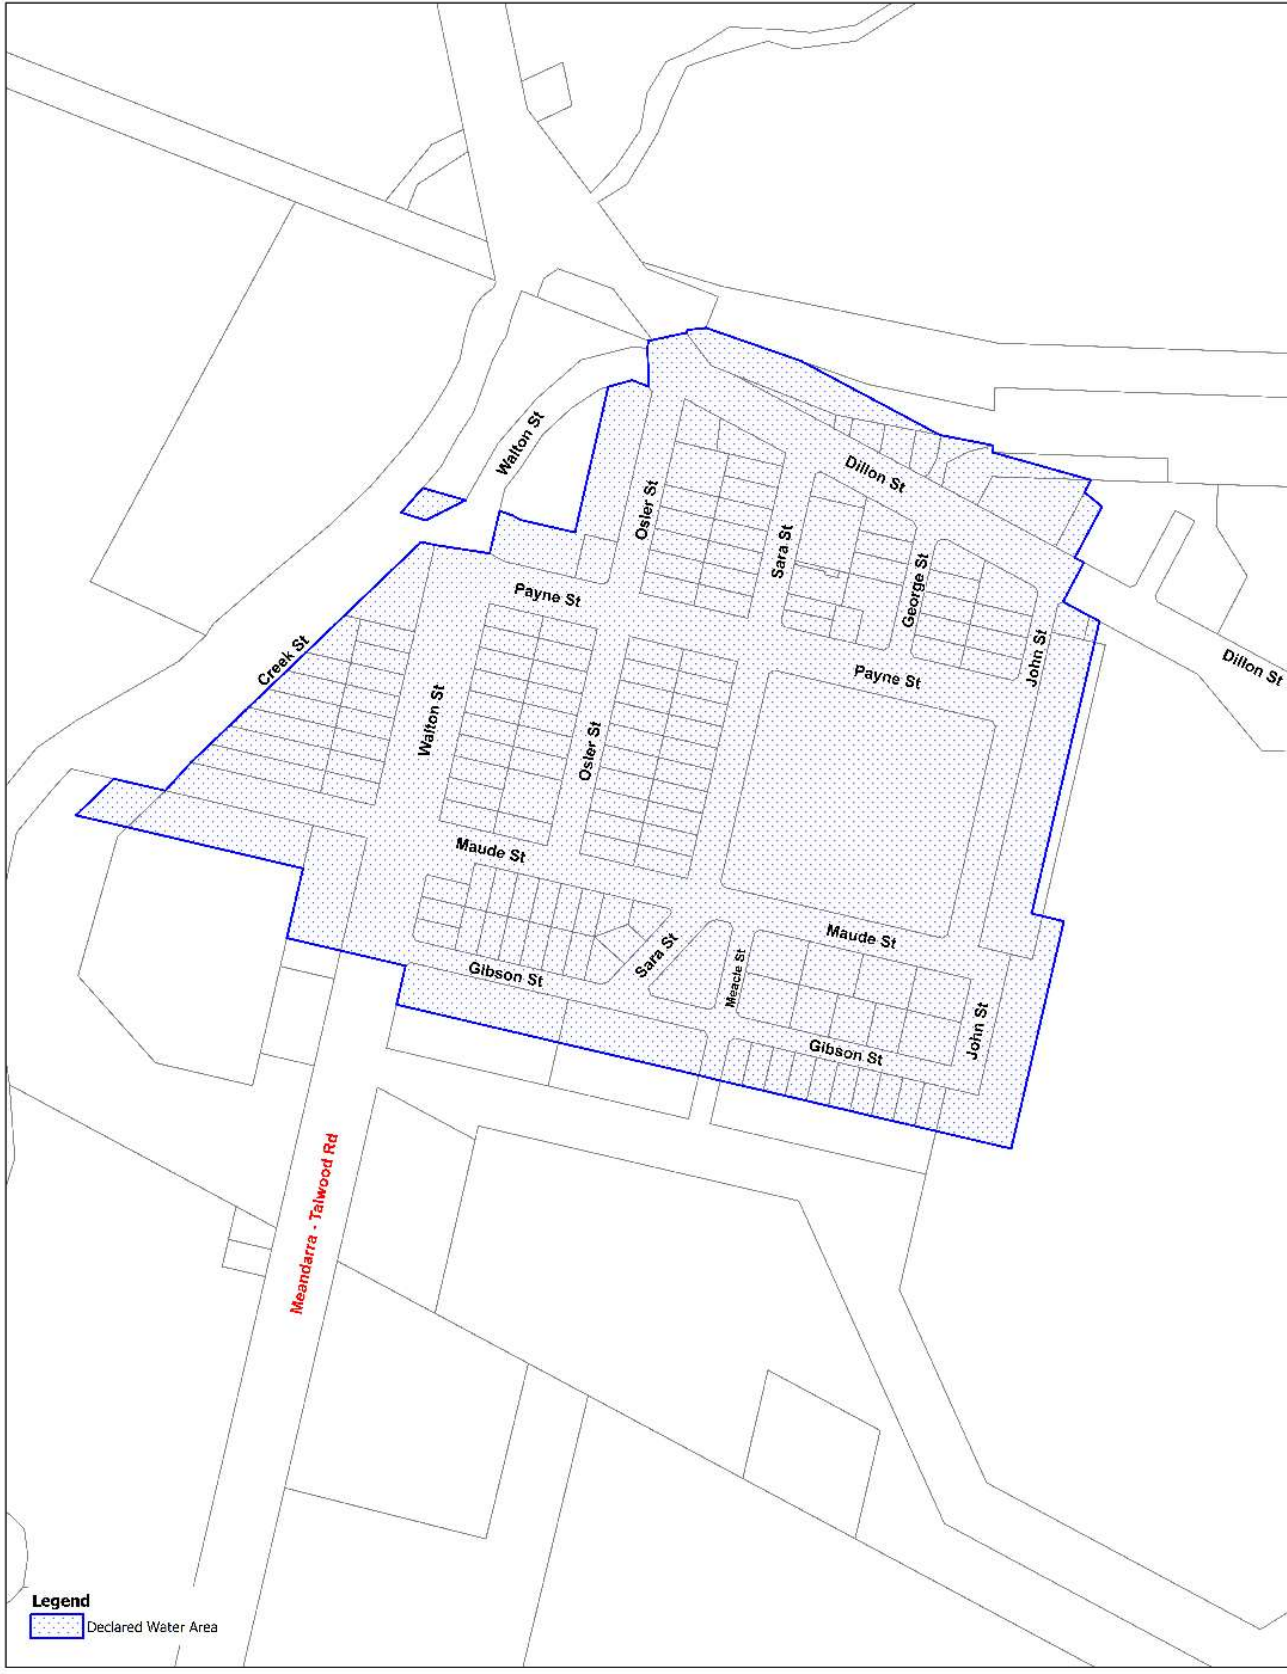 Walton St
Dillon St
Osler St
Sara St
George St
Payne St
John St
Creek St
Payne St
Dillon St
Walton St
Osler St
Maude St
Maude St
Sara St
Gibson St
Meacle St
John St
Gibson St
Meandarra - Talwood Rd
Legend
Declared Water Area